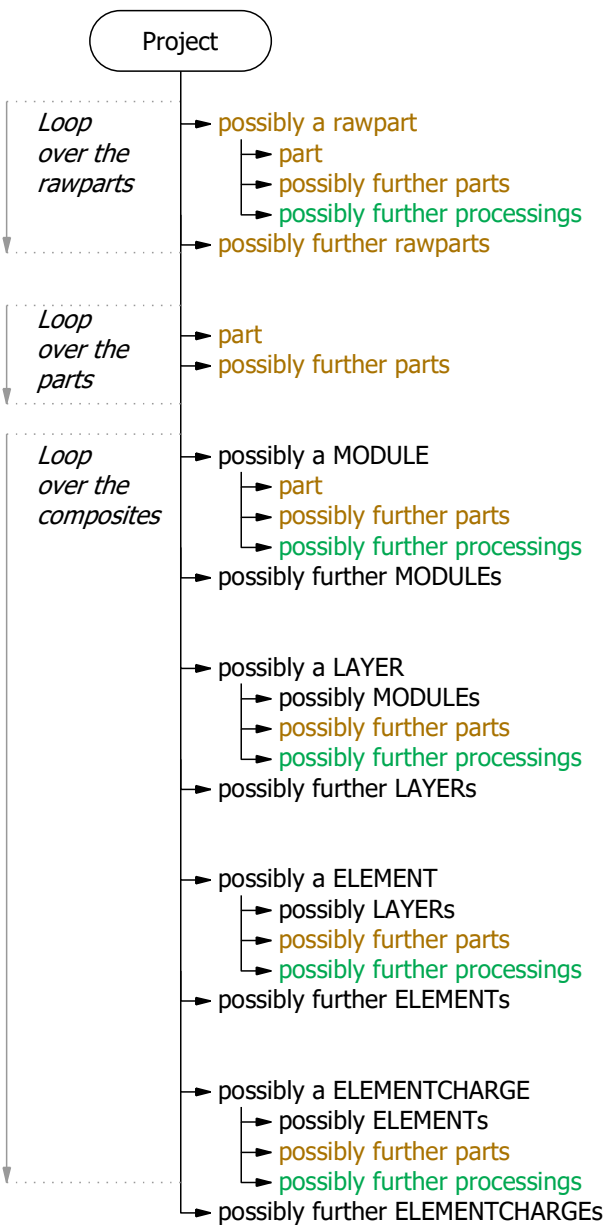 Project
Loop
over the
rawparts
possibly a rawpart
part
possibly further parts
possibly further processings
possibly further rawparts
Loop
over the
parts
part
possibly further parts
Loop
over the
composites
possibly a MODULE
part
possibly further parts
possibly further processings
possibly further MODULEs
possibly a LAYER
possibly MODULEs
possibly further parts
possibly further processings
possibly further LAYERs
possibly a ELEMENT
possibly LAYERs
possibly further parts
possibly further processings
possibly further ELEMENTs
possibly a ELEMENTCHARGE
possibly ELEMENTs
possibly further parts
possibly further processings
possibly further ELEMENTCHARGEs